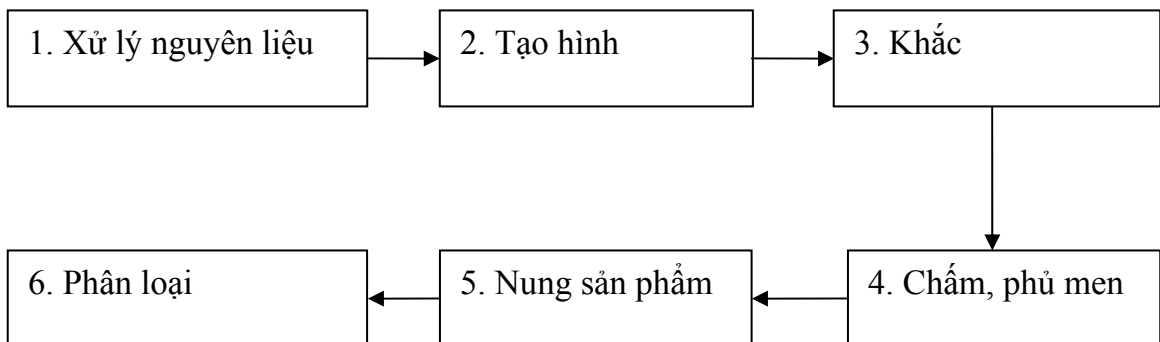 1. Xử lý nguyên liệu
2. Tạo hình
3. Khắc
4. Chấm, phủ men
5. Nung sản phẩm
6. Phân loại